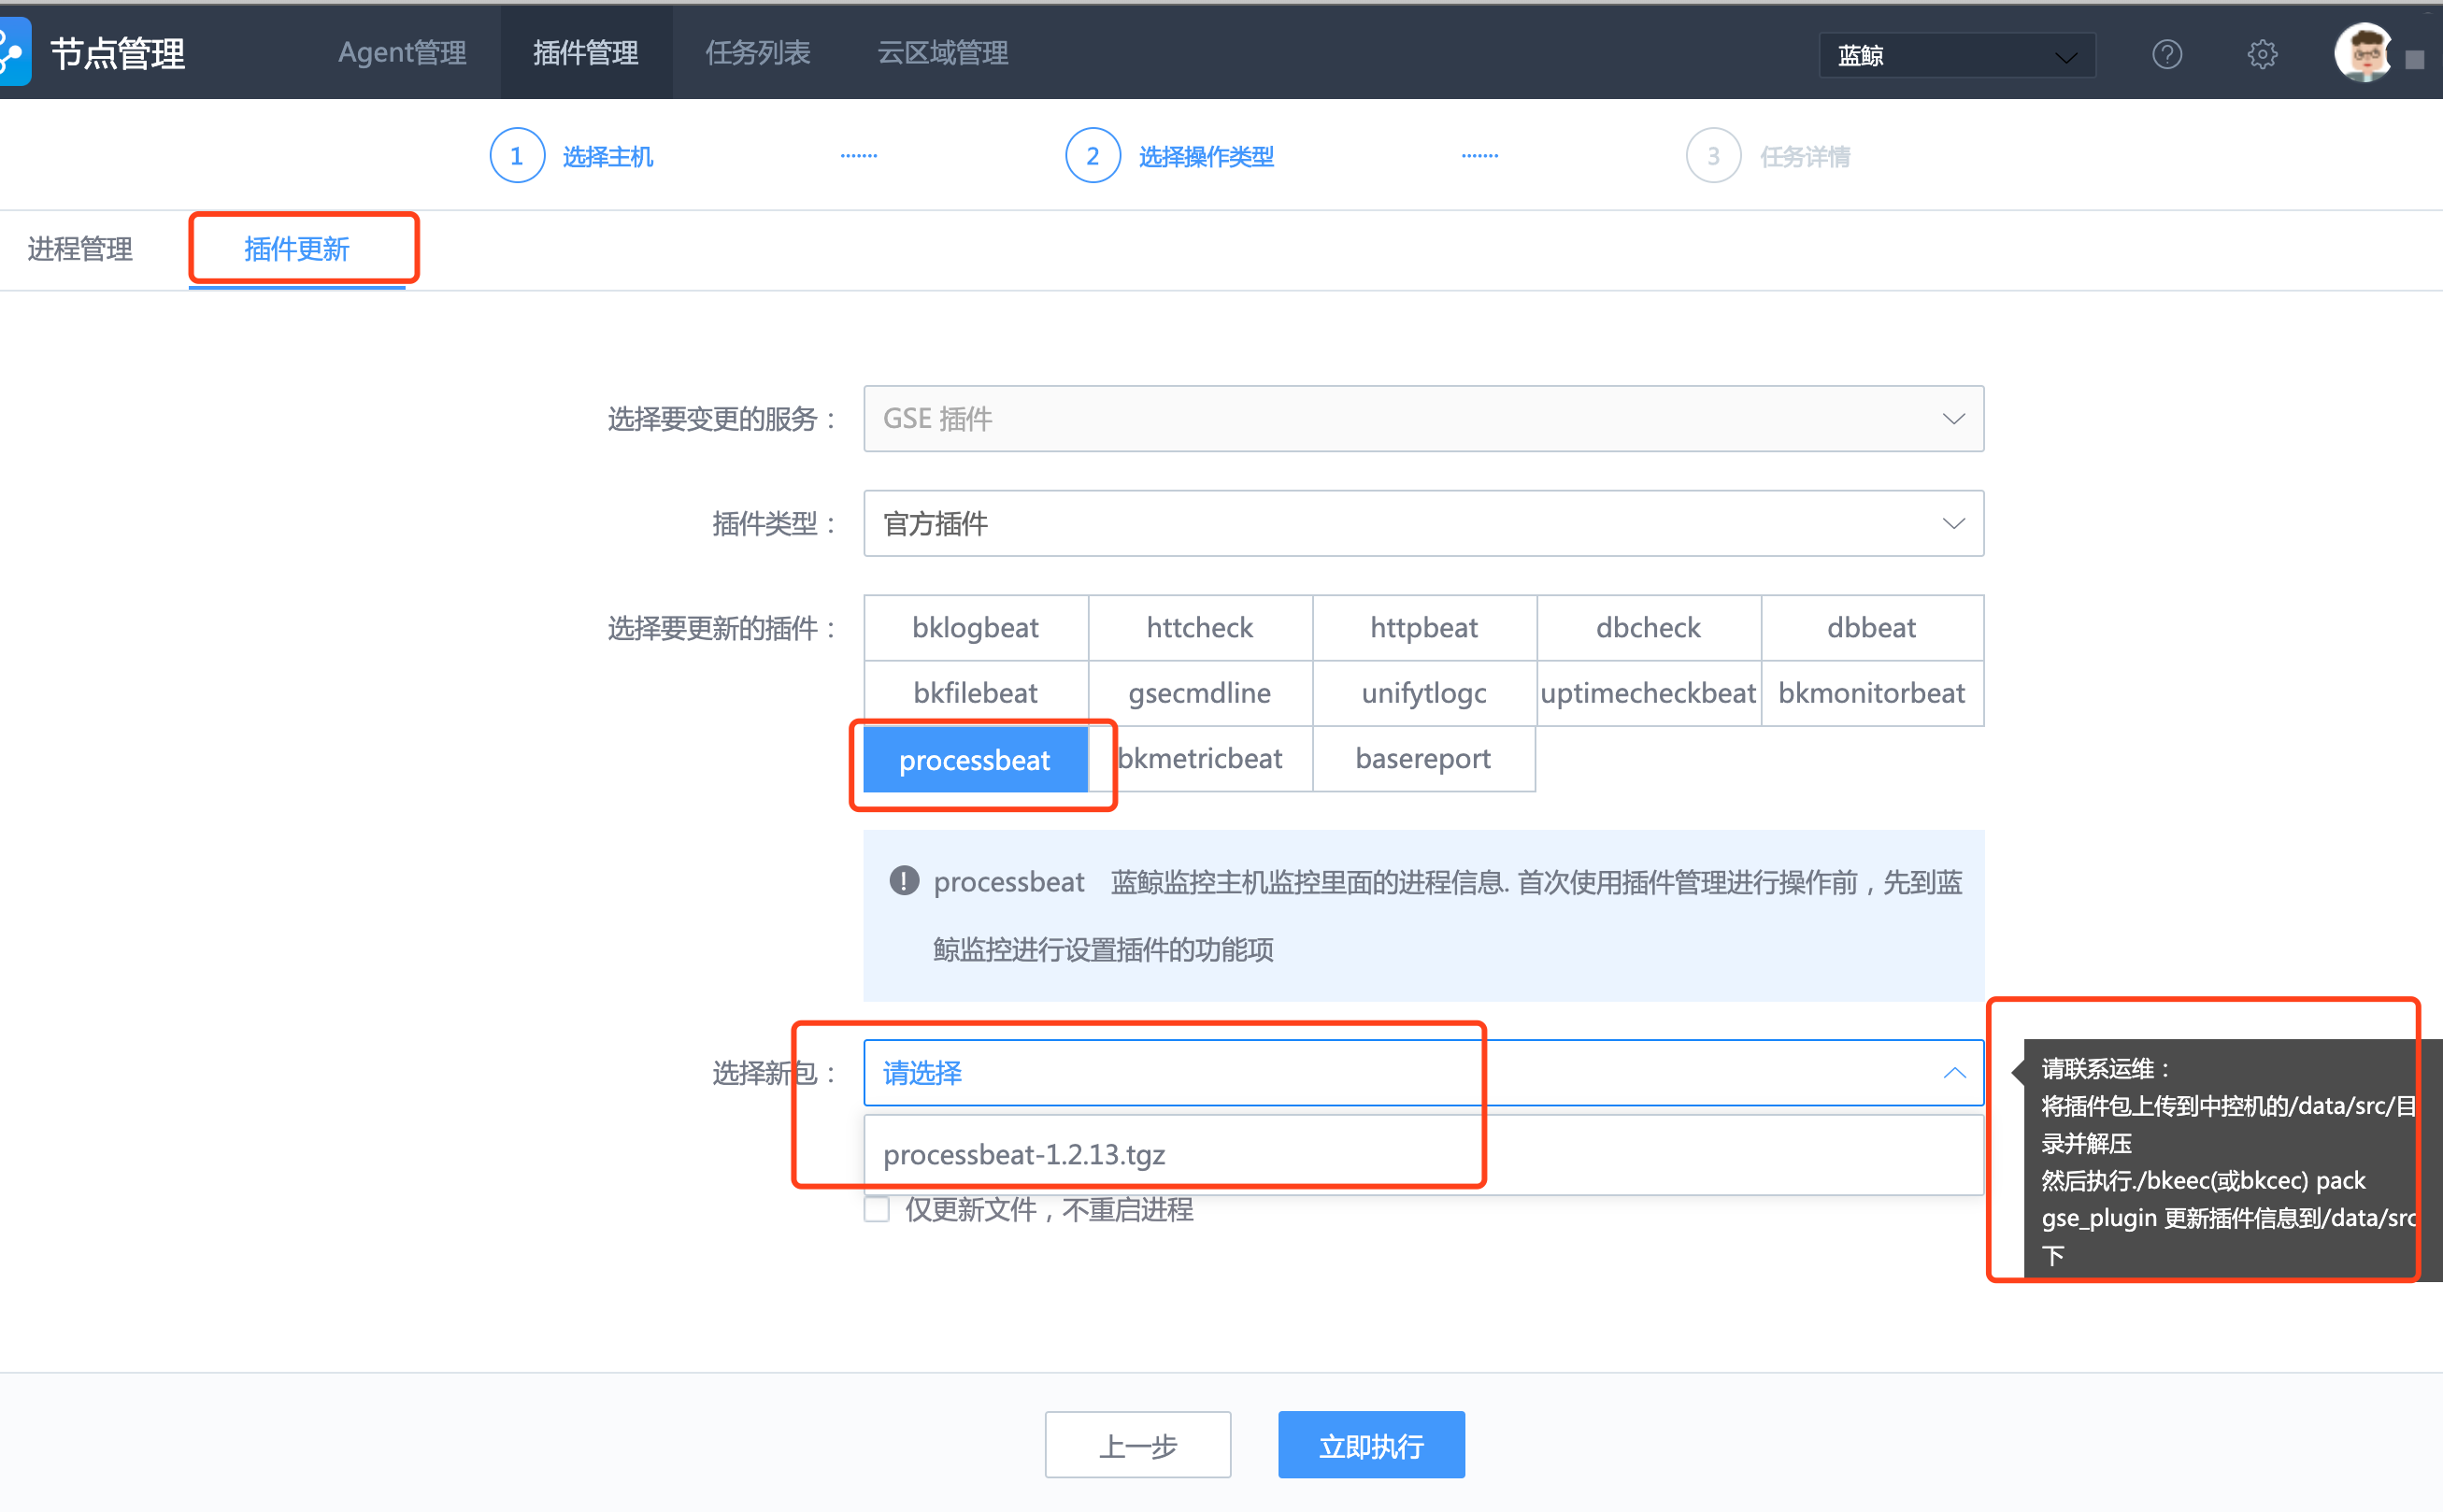 节点管理
Agent管理
插件管理
任务列表
云区域管理
蓝鲸
1 选择主机
2 选择操作类型
3 任务详情
进程管理
插件更新
选择要变更的服务：
GSE 插件
插件类型：
官方插件
选择要更新的插件：
bklogbeat
httcheck
httpbeat
dbcheck
dbbeat
bkfilebeat
gsecmdline
unifytlogc
uptimecheckbeat
bkmonitorbeat
processbeat
bkmetricbeat
basereport
processbeat 蓝鲸监控主机监控里面的进程信息. 首次使用插件管理进行操作前，先到蓝
鲸监控进行设置插件的功能项
选择新包：
请选择
processbeat-1.2.13.tgz
仅更新文件，不重启进程
请联系运维：
将插件包上传到中控机的/data/src/目
录并解压
然后执行./bkeec(或bkcec) pack
gse_plugin 更新插件信息到/data/src
下
上一步
立即执行